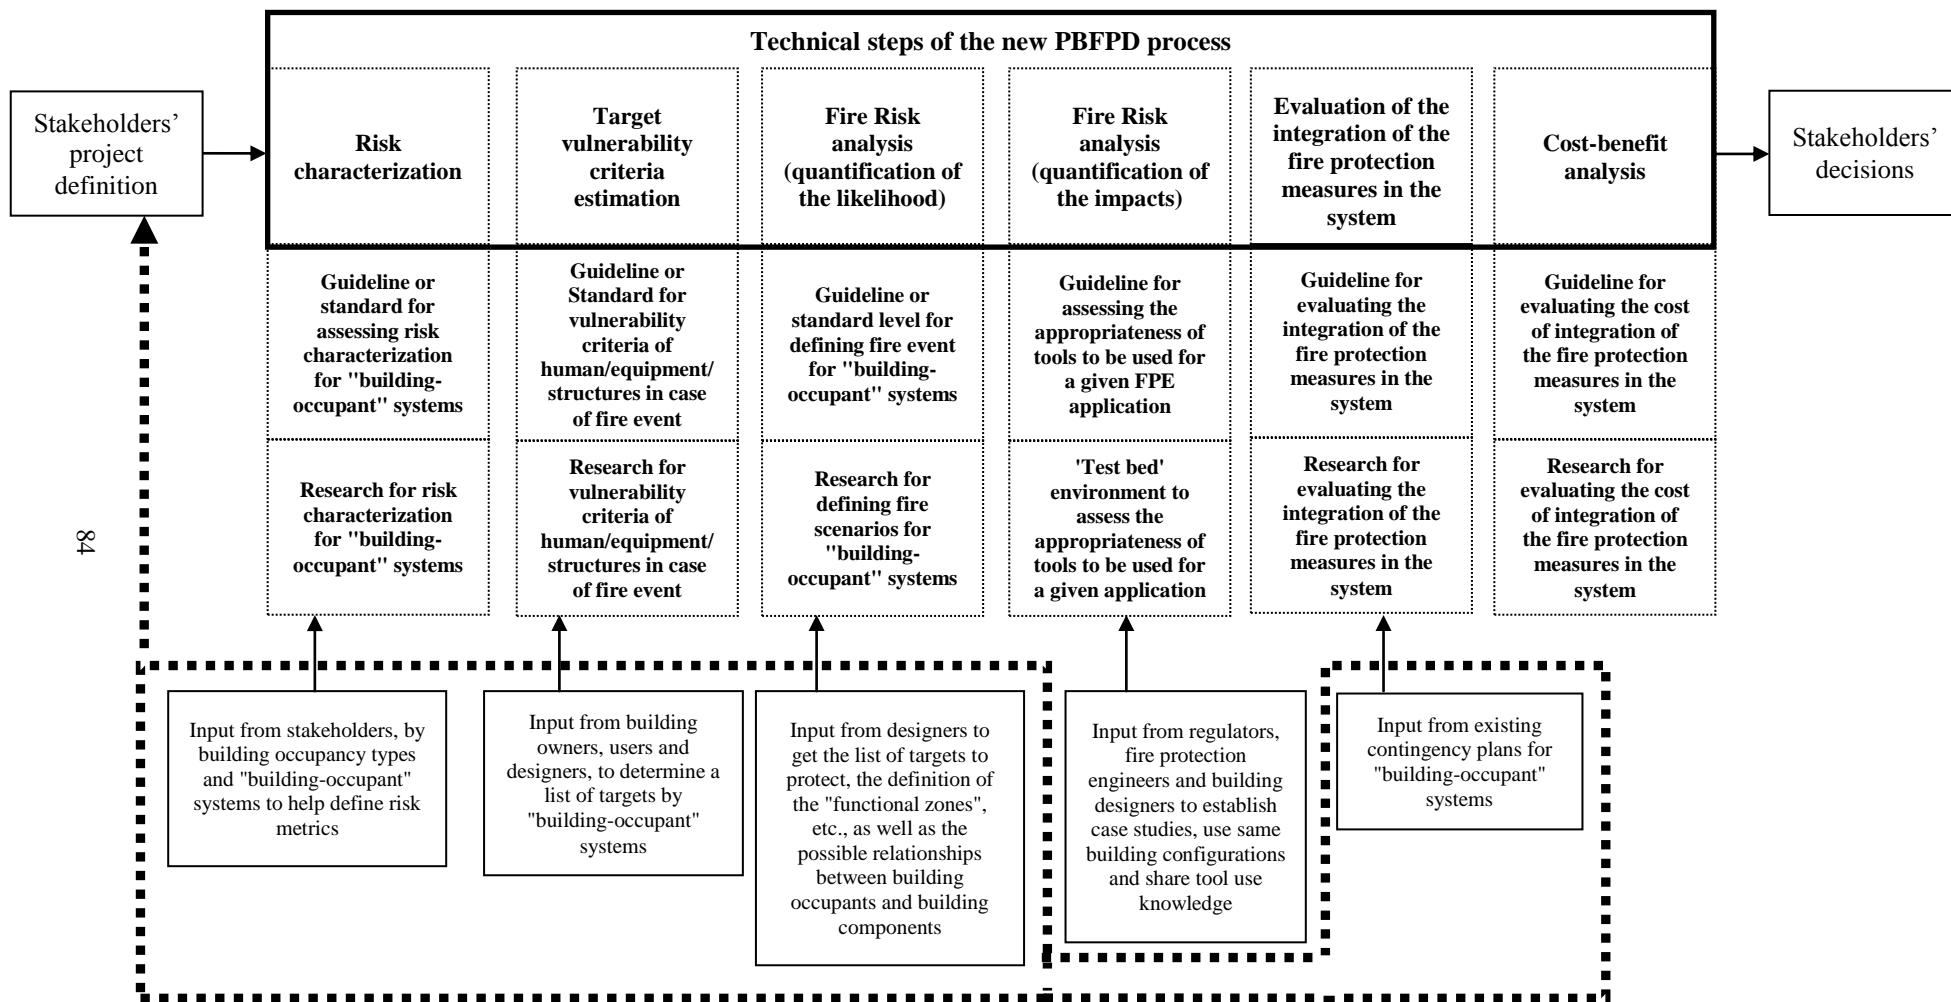 Technical steps of the new PBFPD process
Stakeholders’
project
definition
Risk
characterization
Target
vulnerability
criteria
estimation
Fire Risk
analysis
(quantification of
the likelihood)
Fire Risk
analysis
(quantification of
the impacts)
Evaluation of the
integration of the
fire protection
measures in the
system
Cost-benefit
analysis
Stakeholders’
decisions
Guideline or
standard for
assessing risk
characterization
for "building-
occupant" systems
Guideline or
Standard for
vulnerability
criteria of
human/equipment/
structures in case
of fire event
Guideline or
standard level for
defining fire event
for "building-
occupant" systems
Guideline for
assessing the
appropriateness of
tools to be used for
a given FPE
application
Guideline for
evaluating the
integration of the
fire protection
measures in the
system
Guideline for
evaluating the cost
of integration of
the fire protection
measures in the
system
Research for risk
characterization
for "building-
occupant" systems
Research for
vulnerability
criteria of
human/equipment/
structures in case
of fire event
Research for
defining fire
scenarios for
"building-
occupant" systems
'Test bed'
environment to
assess the
appropriateness of
tools to be used for
a given application
Research for
evaluating the
integration of the
fire protection
measures in the
system
Research for
evaluating the cost
of integration of
the fire protection
measures in the
system
84
Input from stakeholders, by
building occupancy types
and "building-occupant"
systems to help define risk
metrics
Input from building
owners, users and
designers, to determine a
list of targets by
"building-occupant"
systems
Input from designers to
get the list of targets to
protect, the definition of
the "functional zones",
etc., as well as the
possible relationships
between building
occupants and building
components
Input from regulators,
fire protection
engineers and building
designers to establish
case studies, use same
building configurations
and share tool use
knowledge
Input from existing
contingency plans for
"building-occupant"
systems